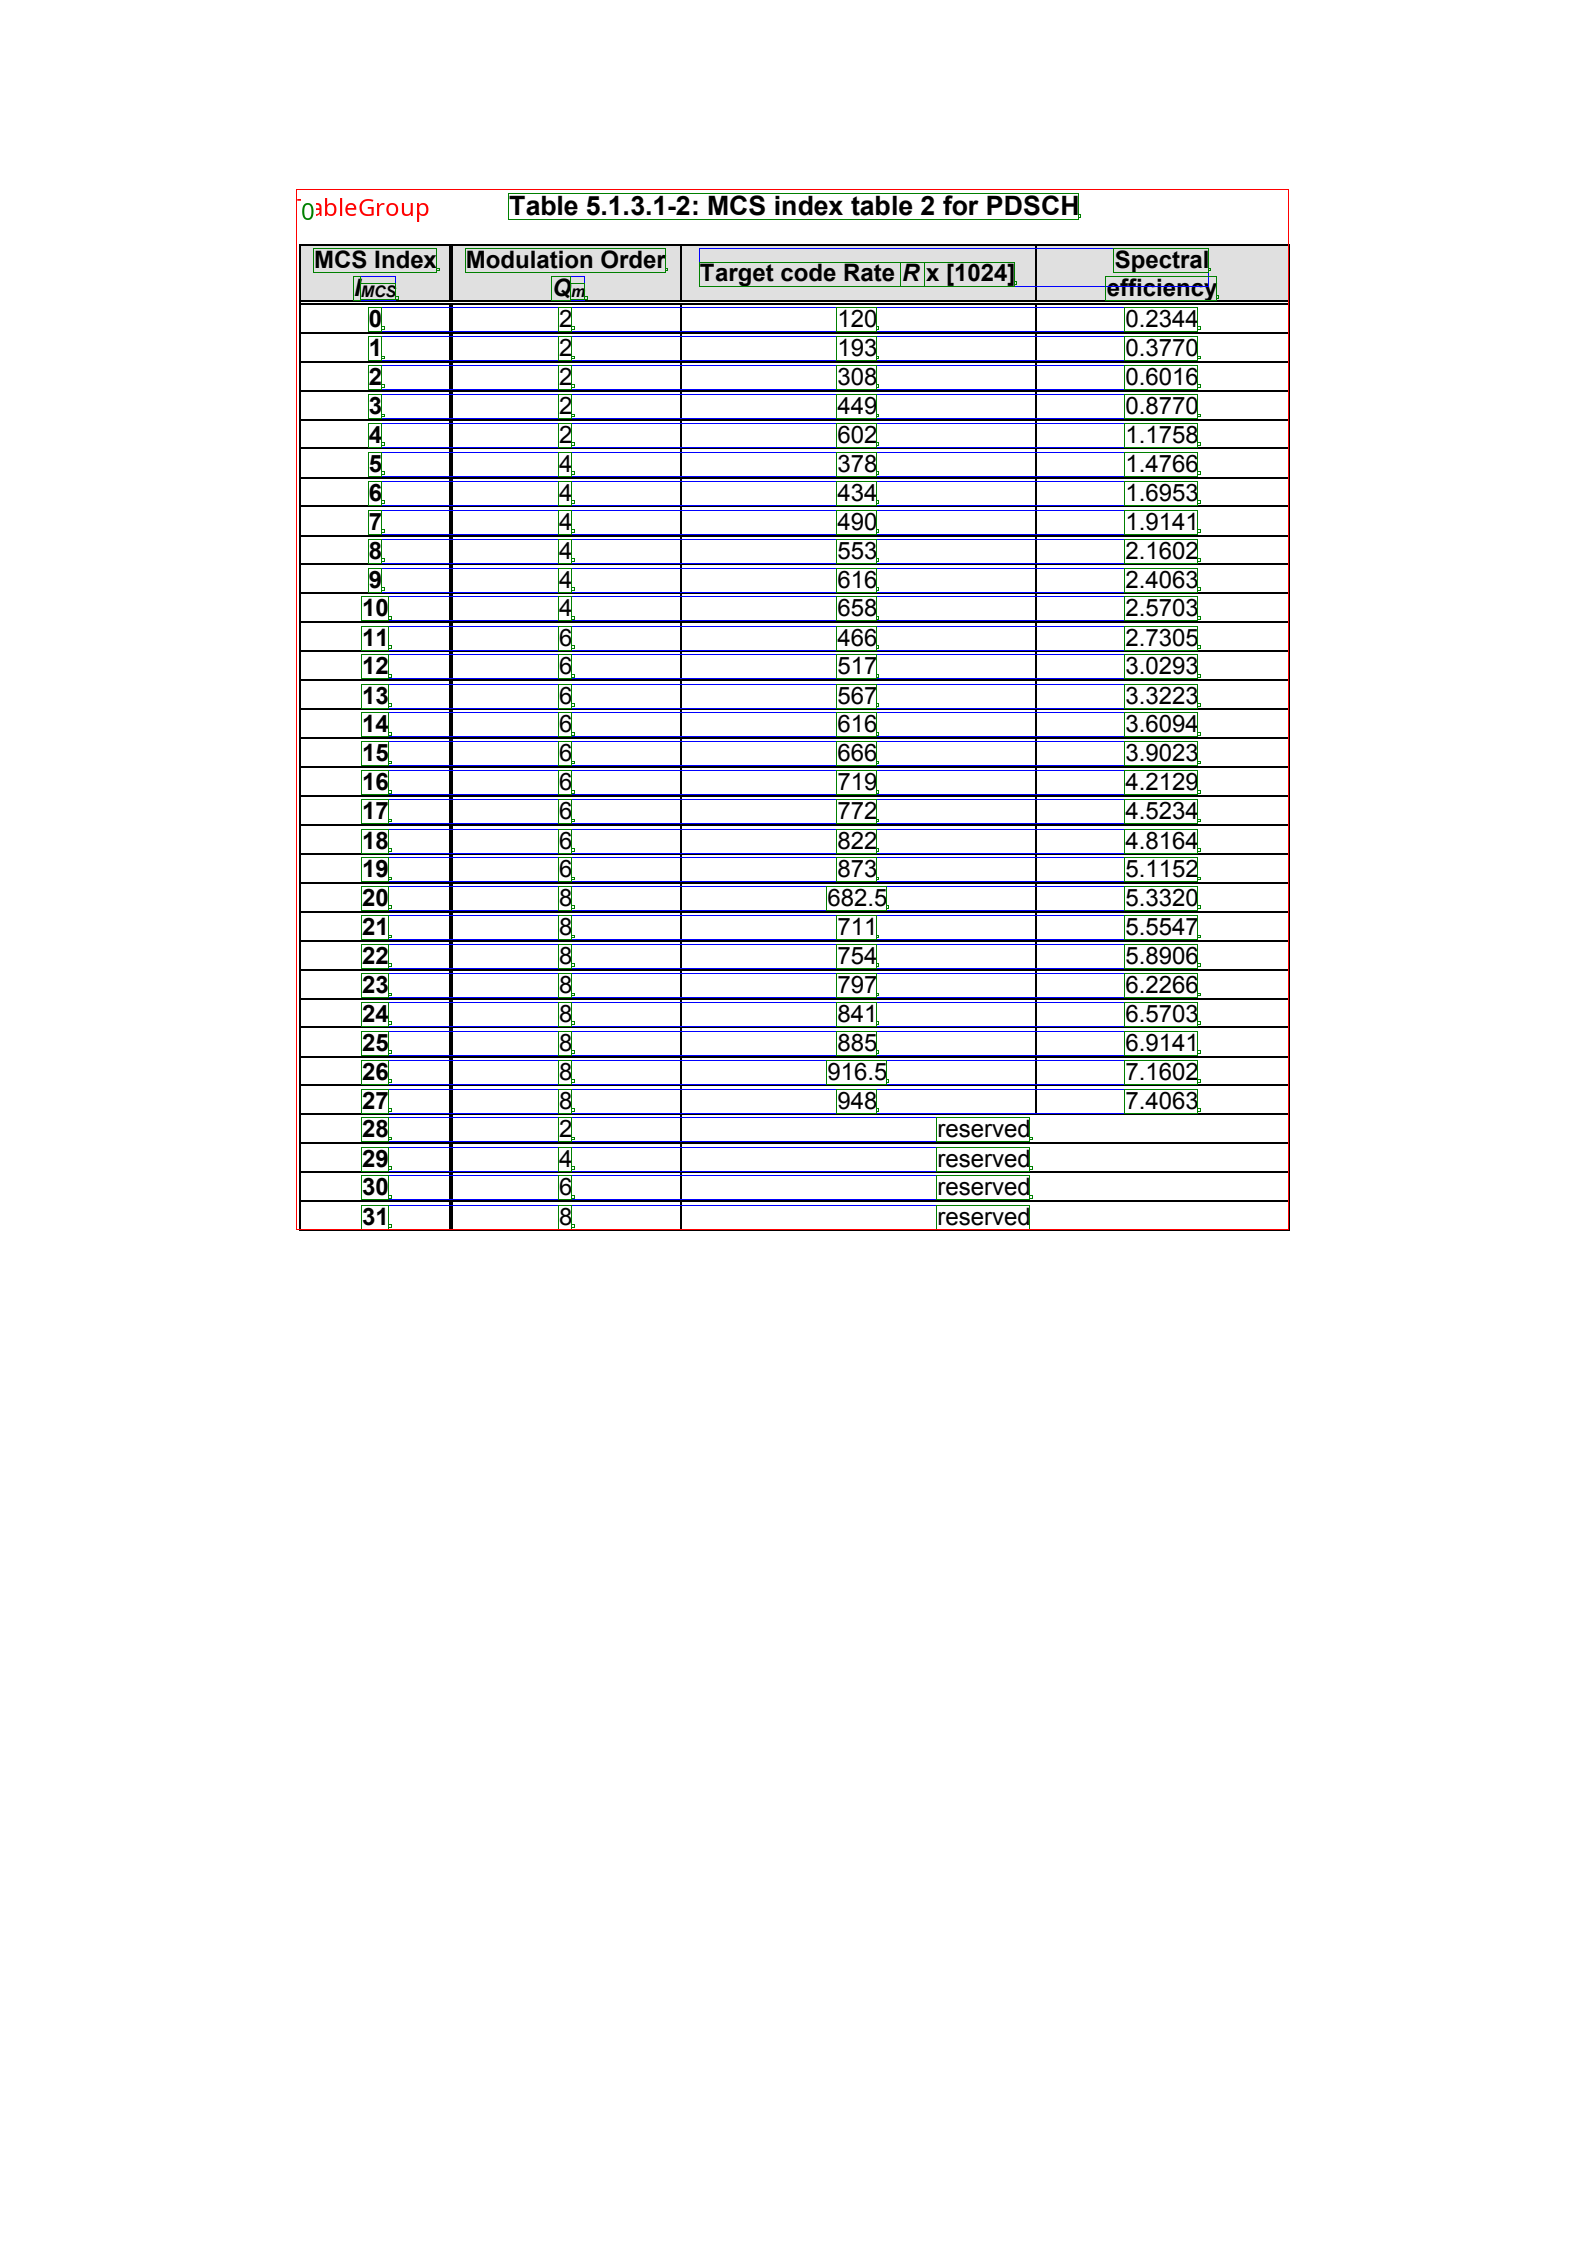 Table 5.1.3.1-2: MCS index table 2 for PDSCH
0ableGroup
MCS Index Modulation Order Target code Rate R x [1024] Spectral
IMCS Qm efficiency
0 2 120 0.2344
1 2 193 0.3770
2 2 308 0.6016
3 2 449 0.8770
4 2 602 1.1758
5 4 378 1.4766
6 4 434 1.6953
7 4 490 1.9141
8 4 553 2.1602
9 4 616 2.4063
10 4 658 2.5703
11 6 466 2.7305
12 6 517 3.0293
13 6 567 3.3223
14 6 616 3.6094
15 6 666 3.9023
16 6 719 4.2129
17 6 772 4.5234
18 6 822 4.8164
19 6 873 5.1152
20 8 682.5 5.3320
21 8 711 5.5547
22 8 754 5.8906
23 8 797 6.2266
24 8 841 6.5703
25 8 885 6.9141
26 8 916.5 7.1602
27 8 948 7.4063
28 2 reserved
29 4 reserved
30 6 reserved
31 8 reserved